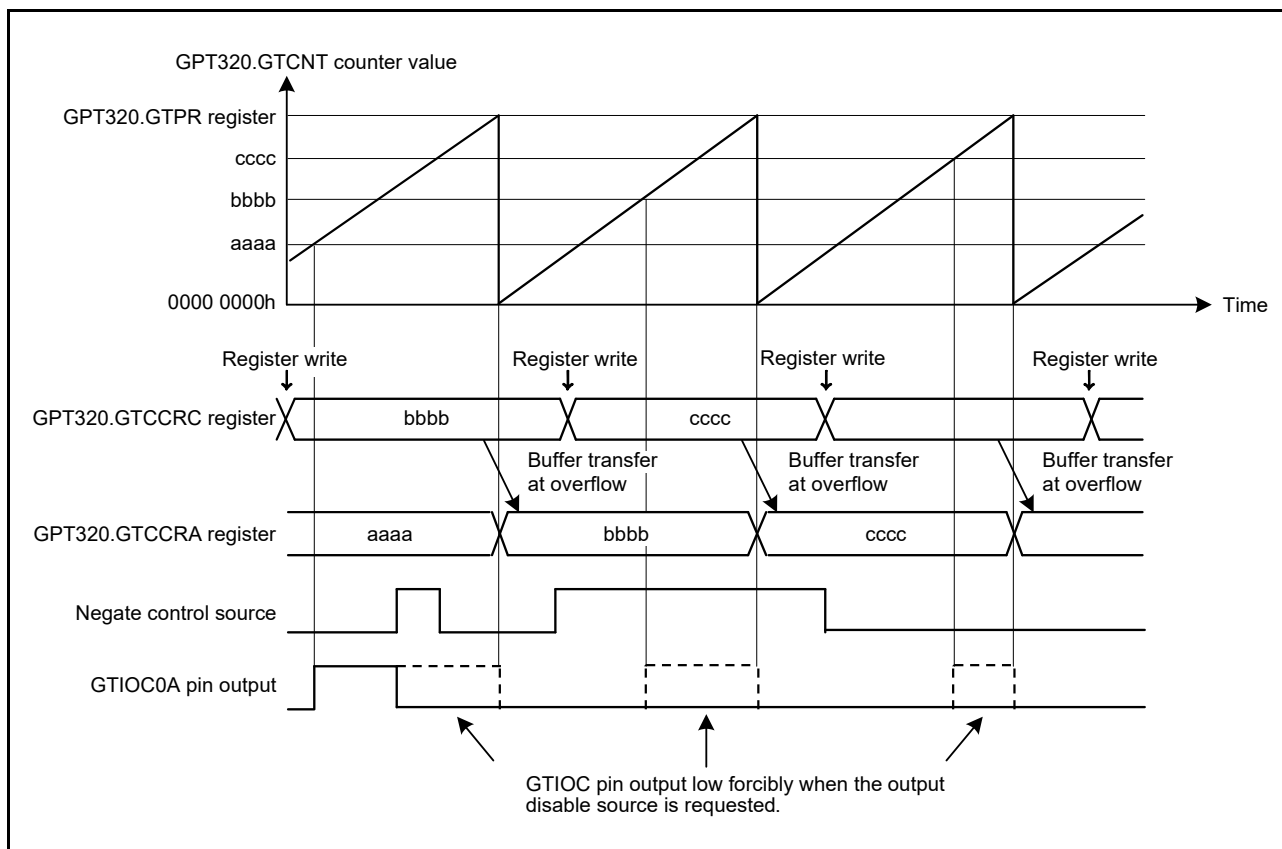 GPT320.GTCNT counter value
GPT320.GTPR register
cccc
bbbb
aaaa
0000 0000h
Time
Register write
Register write
Register write
Register write
GPT320.GTCCRC register
bbbb
cccc
Buffer transfer
at overflow
Buffer transfer
at overflow
Buffer transfer
at overflow
GPT320.GTCCRA register
aaaa
bbbb
cccc
Negate control source
GTIOC0A pin output
GTIOC pin output low forcibly when the output
disable source is requested.